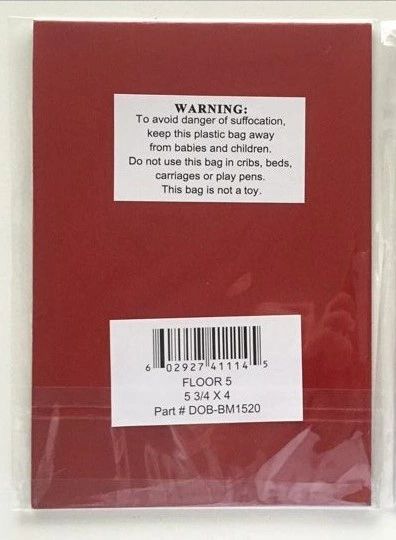 WARNING:
To avoid danger of suffocation,
keep this plastic bag away
from babies and children.
Do not use this bag in cribs, beds,
carriages or play pens.
This bag is not a toy.
6 02927 41114 5
FLOOR 5
5 3/4 X 4
Part # DOB-BM1520